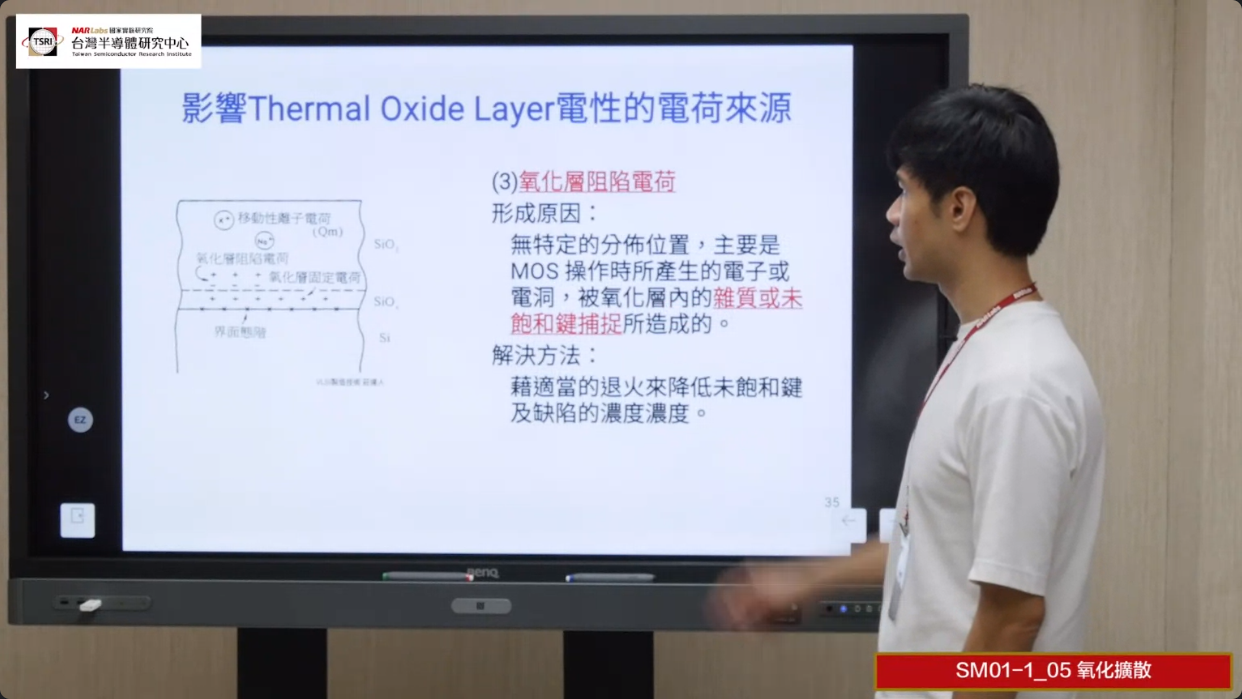 NARLabs 國家實驗研究院
TSRI
台灣半導體研究中心
Taiwan Semiconductor Research Institute
影響Thermal Oxide Layer電性的電荷來源
(3)氧化層阻陷電荷
形成原因：
無特定的分佈位置，主要是
MOS 操作時所產生的電子或
電洞，被氧化層內的雜質或未
飽和鍵捕捉所造成的。
解決方法：
藉適當的退火來降低未飽和鍵
及缺陷的濃度濃度。
K⁺
移動性離子電荷
(Qm)
Na⁺
SiO₂
氧化層阻陷電荷
氧化層固定電荷
SiOₓ
界面態階
Si
35
EZ
BenQ
SM01-1_05 氧化擴散